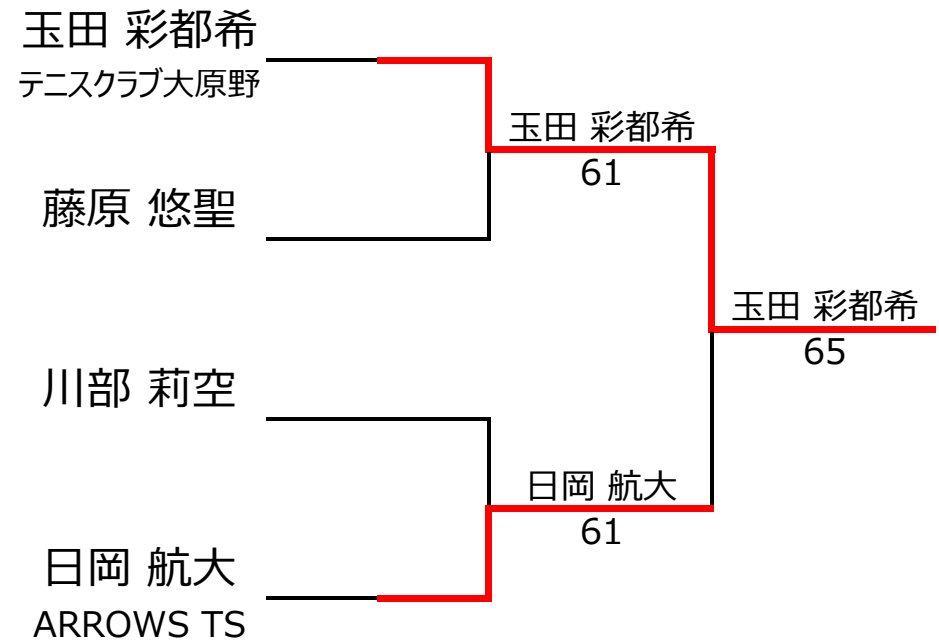 玉田 彩都希
テニスクラブ大原野
玉田 彩都希
61
藤原 悠聖
玉田 彩都希
65
川部 莉空
日岡 航大
61
日岡 航大
ARROWS TS